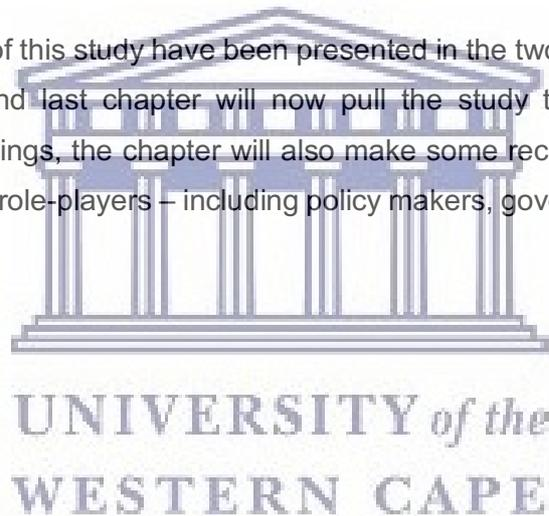 of this study have been presented in the two
nd last chapter will now pull the study t
ings, the chapter will also make some rec
role-players – including policy makers, gove
UNIVERSITY of the
WESTERN CAPE